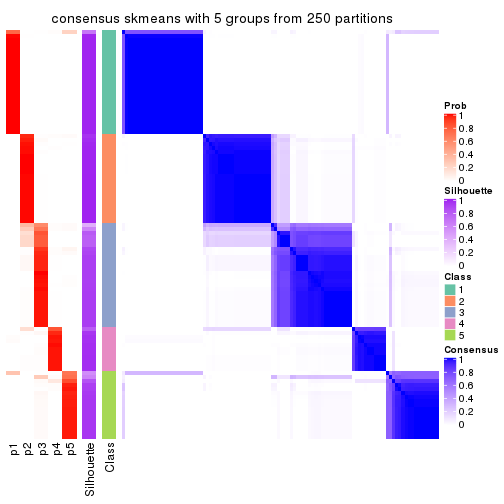 consensus skmeans with 5 groups from 250 partitions
Prob
1
0.8
0.6
0.4
0.2
0
Silhouette
1
0.8
0.6
0.4
0.2
0
Class
1
2
3
4
5
Consensus
1
0.8
0.6
0.4
0.2
0
p1
p2
p3
p4
p5
Silhouette
Class